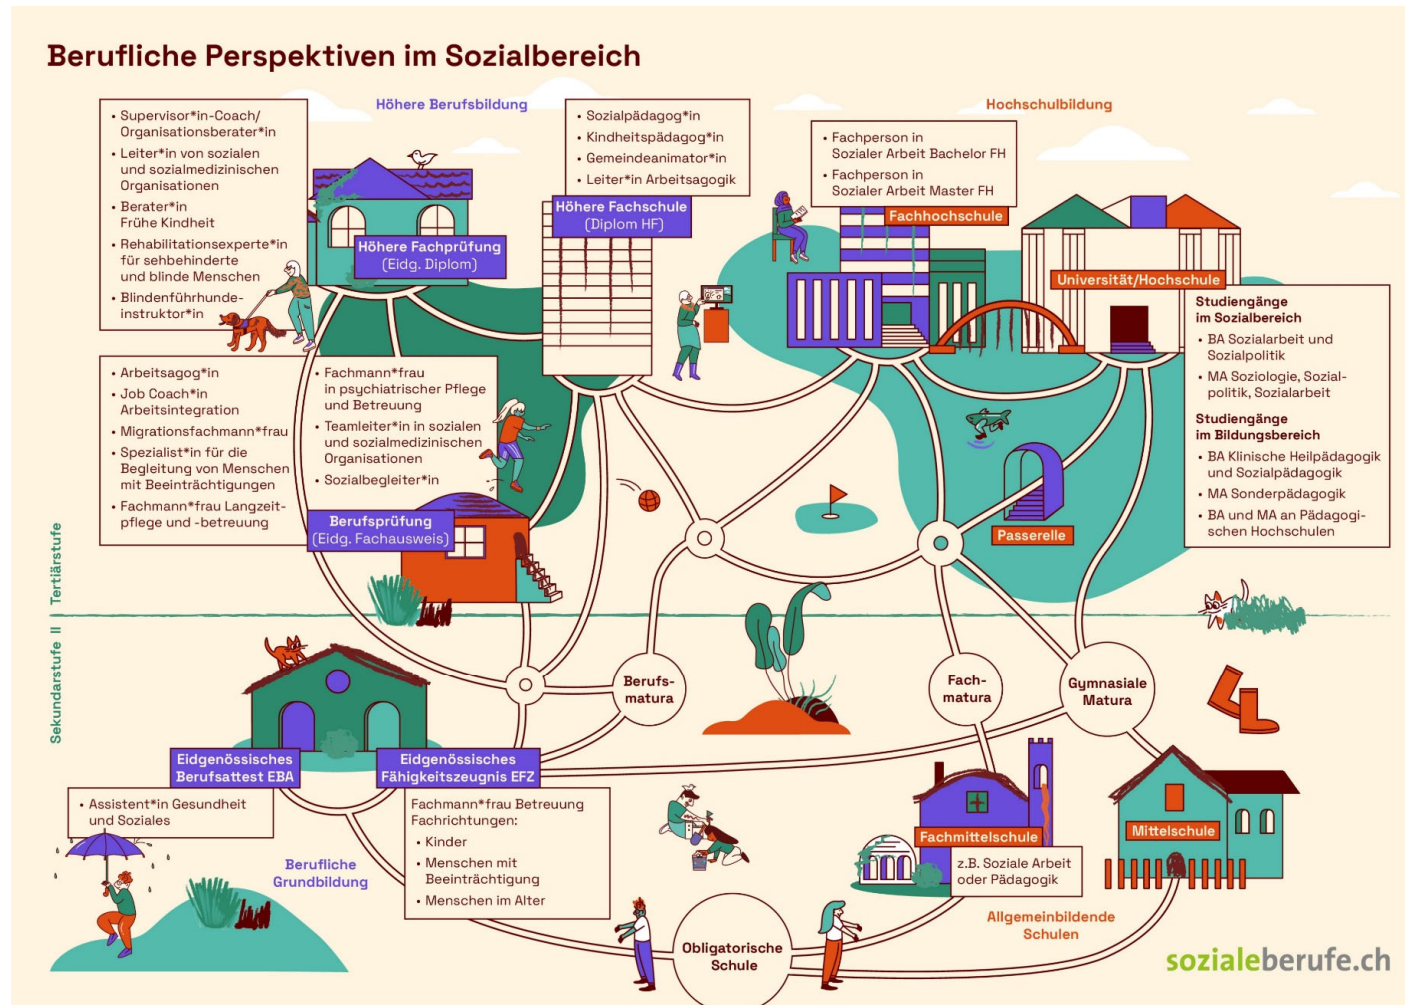 Berufliche Perspektiven im Sozialbereich
Höhere Berufsbildung
Hochschulbildung
• Supervisor*in-Coach/
Organisationsberater*in
• Leiter*in von sozialen
und sozialmedizinischen
Organisationen
• Berater*in
Frühe Kindheit
• Rehabilitationsexperte*in
für sehbehinderte
und blinde Menschen
• Blindenführhunde-
instruktor*in
Höhere Fachprüfung
(Eidg. Diplom)
• Sozialpädagog*in
• Kindheitspädagog*in
• Gemeindeanimator*in
• Leiter*in Arbeitsagogik
Höhere Fachschule
(Diplom HF)
• Fachperson in
Sozialer Arbeit Bachelor FH
• Fachperson in
Sozialer Arbeit Master FH
Fachhochschule
Universität/Hochschule
Studiengänge
im Sozialbereich
• BA Sozialarbeit und
Sozialpolitik
• MA Soziologie, Sozial-
politik, Sozialarbeit
Studiengänge
im Bildungsbereich
• BA Klinische Heilpädagogik
und Sozialpädagogik
• MA Sonderpädagogik
• BA und MA an Pädagogi-
schen Hochschulen
• Arbeitsagog*in
• Job Coach*in
Arbeitsintegration
• Migrationsfachmann*frau
• Spezialist*in für die
Begleitung von Menschen
mit Beeinträchtigungen
• Fachmann*frau Langzeit-
pflege und -betreuung
• Fachmann*frau
in psychiatrischer Pflege
und Betreuung
• Teamleiter*in in sozialen
und sozialmedizinischen
Organisationen
• Sozialbegleiter*in
Berufsprüfung
(Eidg. Fachausweis)
Passerelle
Sekundarstufe II | Tertiärstufe
Berufs-
matura
Fach-
matura
Gymnasiale
Matura
Eidgenössisches
Berufsattest EBA
Eidgenössisches
Fähigkeitszeugnis EFZ
• Assistent*in Gesundheit
und Soziales
Fachmann*frau Betreuung
Fachrichtungen:
• Kinder
• Menschen mit
Beeinträchtigung
• Menschen im Alter
Berufliche
Grundbildung
Fachmittelschule
z.B. Soziale Arbeit
oder Pädagogik
Mittelschule
Allgemeinbildende
Schulen
Obligatorische
Schule
sozialeberufe.ch